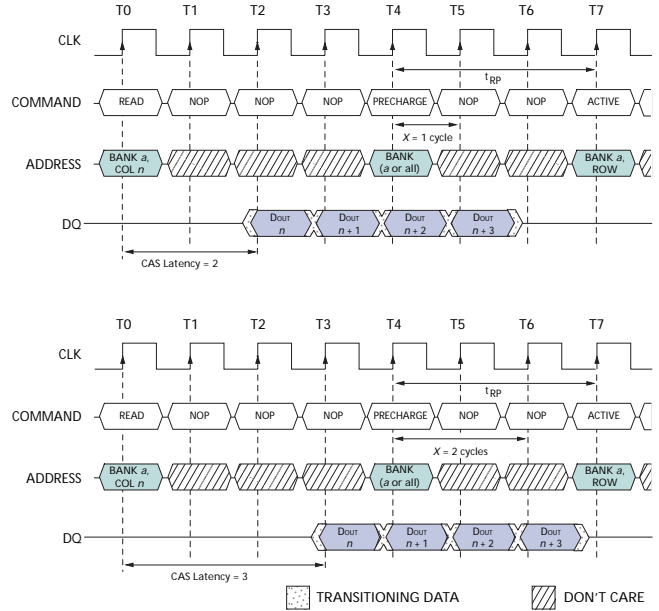 T0 T1 T2 T3 T4 T5 T6 T7
CLK
tRP
COMMAND READ NOP NOP NOP PRECHARGE NOP NOP ACTIVE
X = 1 cycle
ADDRESS BANK a, COL n BANK (a or all) BANK a, ROW
DQ DOUT n DOUT n + 1 DOUT n + 2 DOUT n + 3
CAS Latency = 2
T0 T1 T2 T3 T4 T5 T6 T7
CLK
tRP
COMMAND READ NOP NOP NOP PRECHARGE NOP NOP ACTIVE
X = 2 cycles
ADDRESS BANK a, COL n BANK (a or all) BANK a, ROW
DQ DOUT n DOUT n + 1 DOUT n + 2 DOUT n + 3
CAS Latency = 3
TRANSITIONING DATA DON'T CARE